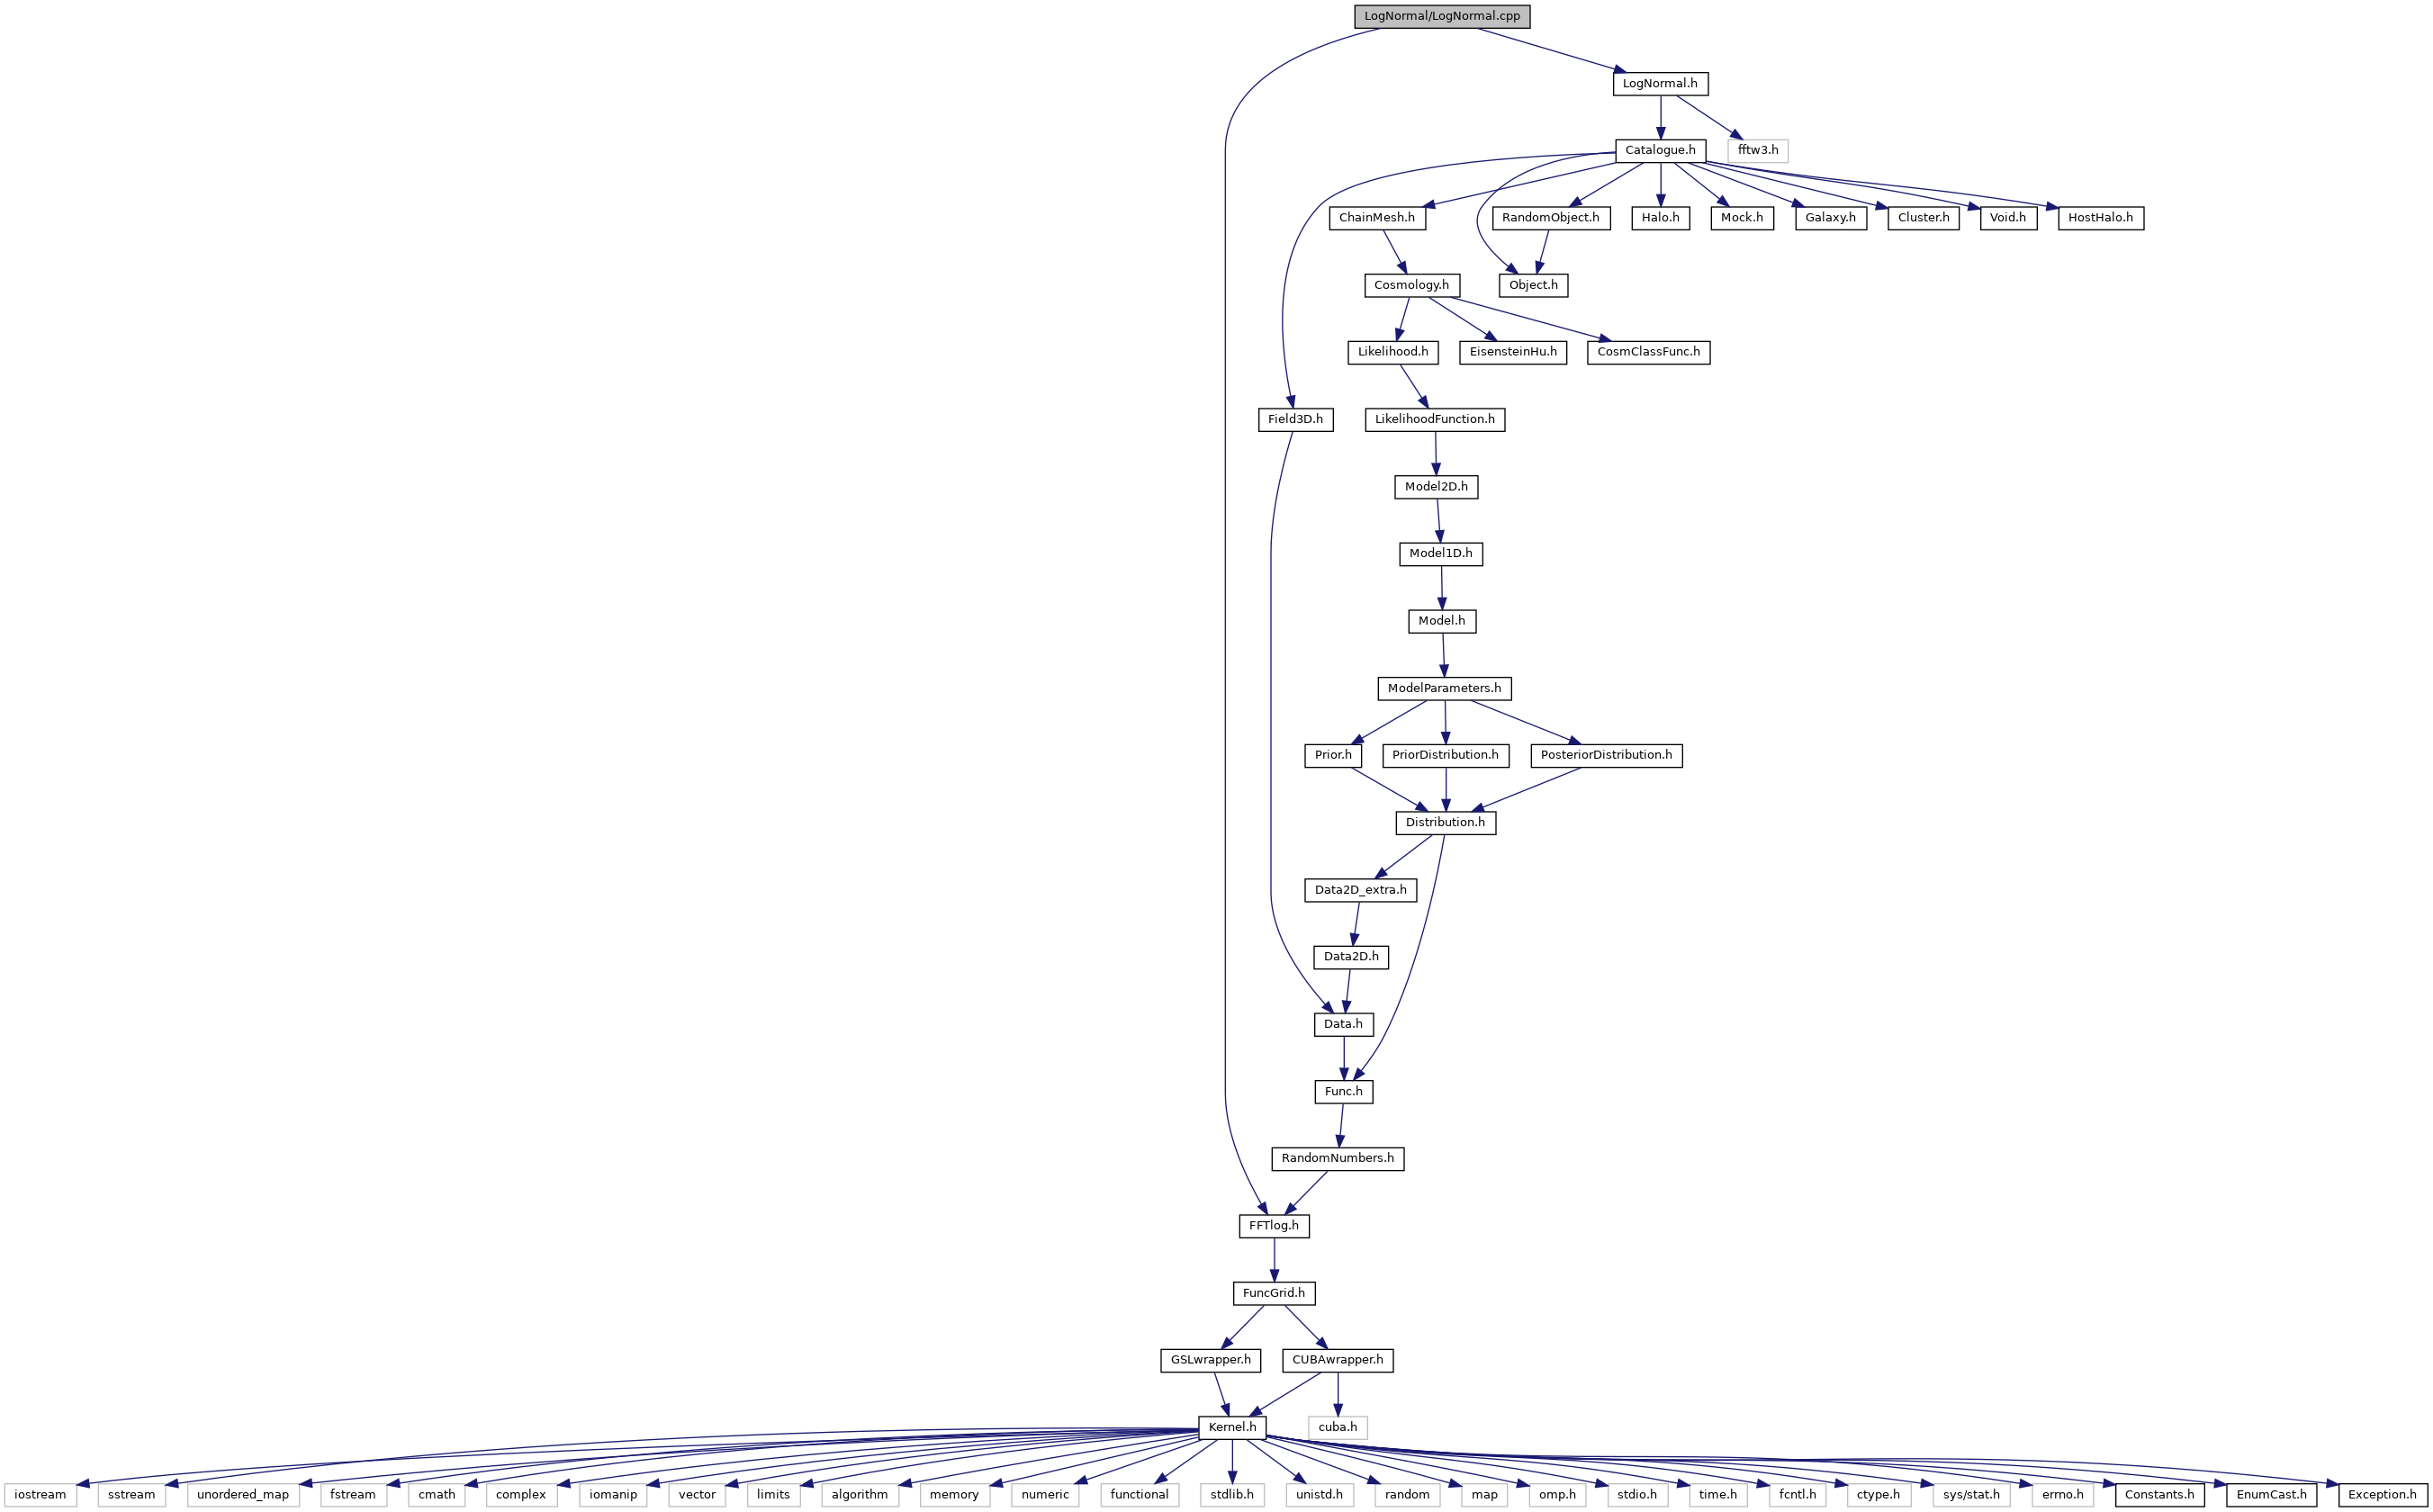 LogNormal/LogNormal.cpp
LogNormal.h
Catalogue.h
fftw3.h
ChainMesh.h
RandomObject.h
Halo.h
Mock.h
Galaxy.h
Cluster.h
Void.h
HostHalo.h
Cosmology.h
Object.h
Likelihood.h
EisensteinHu.h
CosmClassFunc.h
Field3D.h
LikelihoodFunction.h
Model2D.h
Model1D.h
Model.h
ModelParameters.h
Prior.h
PriorDistribution.h
PosteriorDistribution.h
Distribution.h
Data2D_extra.h
Data2D.h
Data.h
Func.h
RandomNumbers.h
FFTlog.h
FuncGrid.h
GSLwrapper.h
CUBAwrapper.h
Kernel.h
cuba.h
iostream
sstream
unordered_map
fstream
cmath
complex
iomanip
vector
limits
algorithm
memory
numeric
functional
stdlib.h
unistd.h
random
map
omp.h
stdio.h
time.h
fcntl.h
ctype.h
sys/stat.h
errno.h
Constants.h
EnumCast.h
Exception.h